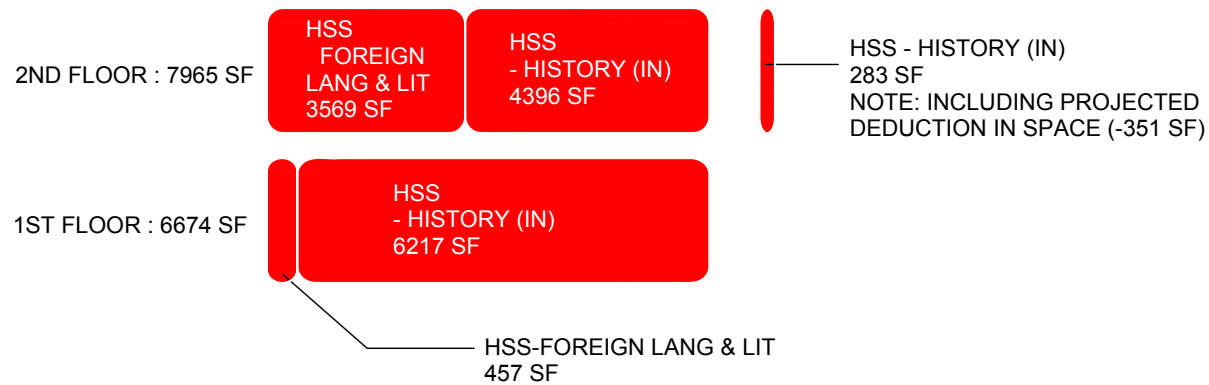 2ND FLOOR : 7965 SF
HSS
FOREIGN
LANG & LIT
3569 SF
HSS
- HISTORY (IN)
4396 SF
HSS - HISTORY (IN)
283 SF
NOTE: INCLUDING PROJECTED
DEDUCTION IN SPACE (-351 SF)
1ST FLOOR : 6674 SF
HSS
- HISTORY (IN)
6217 SF
HSS-FOREIGN LANG & LIT
457 SF